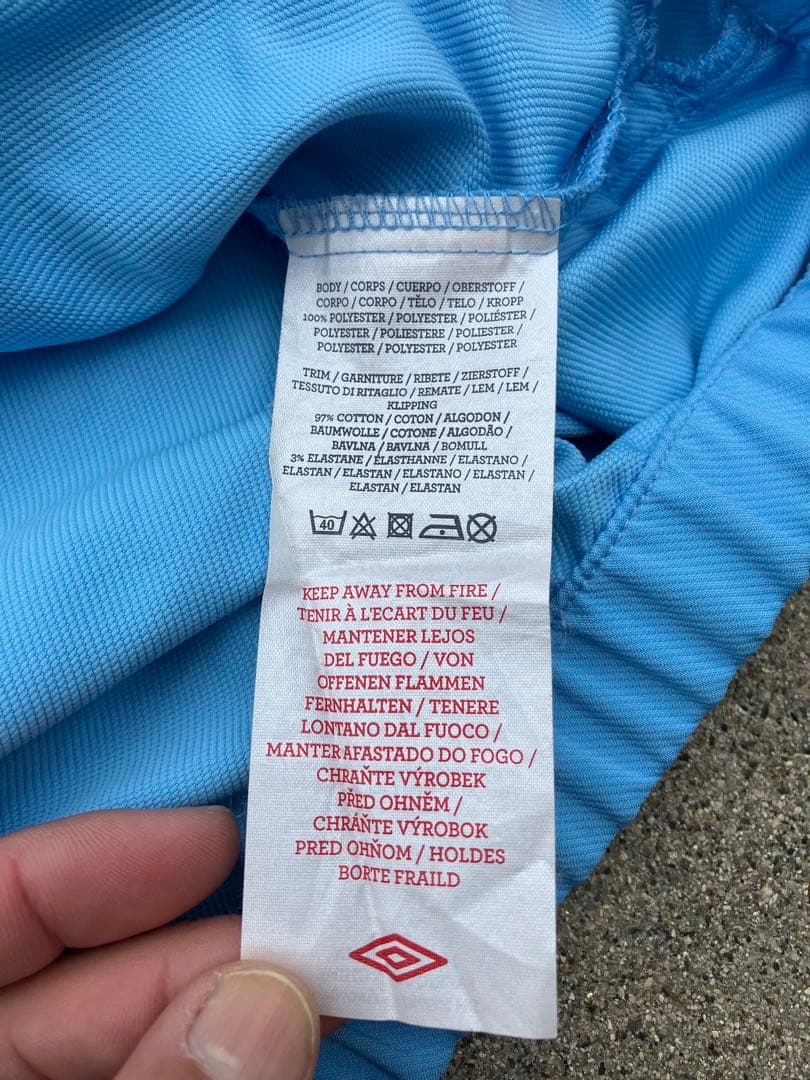 BODY / CORPS / CUERPO / OBERSTOFF /
CORPO / CORPO / TĚLO / TELO / KROPP
100% POLYESTER / POLYESTER / POLIÉSTER /
POLYESTER / POLIESTERE / POLIESTER /
POLYESTER / POLYESTER / POLYESTER
TRIM / GARNITURE / RIBETE / ZIERSTOFF /
TESSUTO DI RITAGLIO / REMATE / LEM / LEM /
KLIPPING
97% COTTON / COTON / ALGODON /
BAUMWOLLE / COTONE / ALGODÃO /
BAVLNA / BAVLNA / BOMULL
3% ELASTANE / ÉLASTHANNE / ELASTANO /
ELASTAN / ELASTAN / ELASTANO / ELASTAN /
ELASTAN / ELASTAN
40
KEEP AWAY FROM FIRE /
TENIR À L'ECART DU FEU /
MANTENER LEJOS
DEL FUEGO / VON
OFFENEN FLAMMEN
FERNHALTEN / TENERE
LONTANO DAL FUOCO /
MANTER AFASTADO DO FOGO /
CHRAŇTE VÝROBEK
PŘED OHNĚM /
CHRÁŇTE VÝROBOK
PRED OHŇOM / HOLDES
BORTE FRAILD